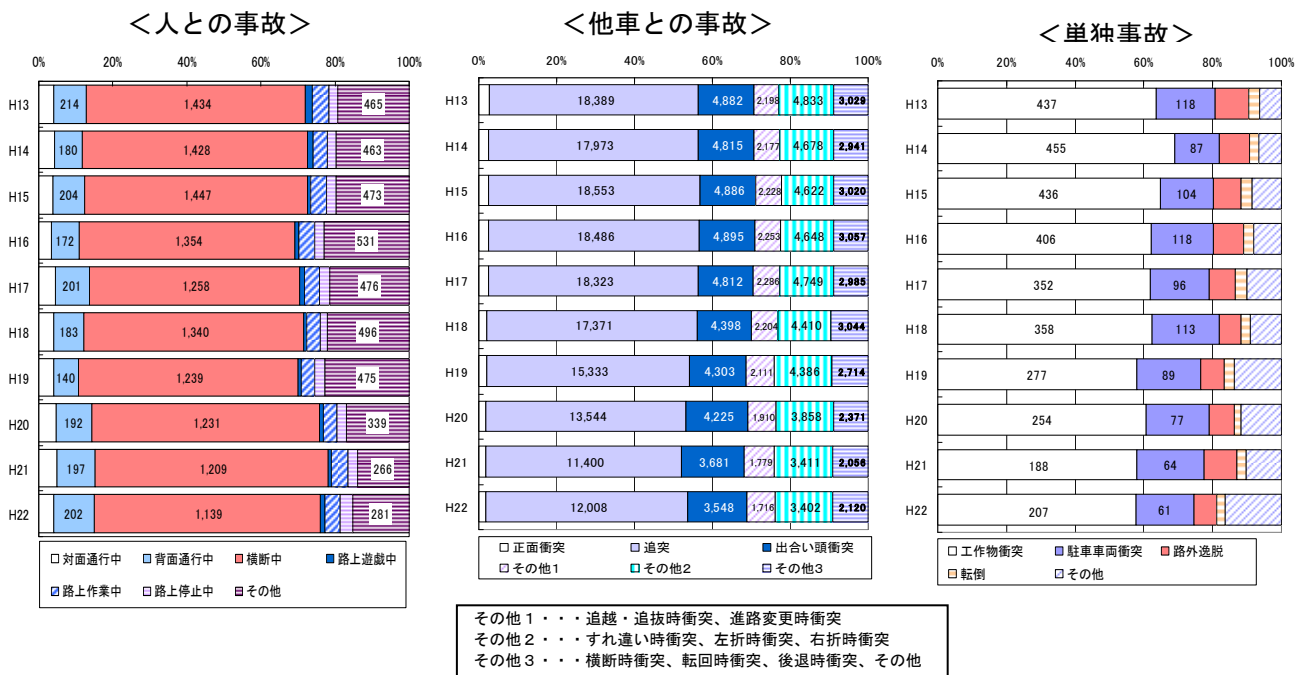 <人との事故>
0% 20% 40% 60% 80% 100%
H13 214 1,434 465
H14 180 1,428 463
H15 204 1,447 473
H16 172 1,354 531
H17 201 1,258 476
H18 183 1,340 496
H19 140 1,239 475
H20 192 1,231 339
H21 197 1,209 266
H22 202 1,139 281
対面通行中 背面通行中 横断中 路上遊戯中
路上作業中 路上停止中 その他
<他車との事故>
0% 20% 40% 60% 80% 100%
H13 18,389 4,882 2,198 4,833 3,029
H14 17,973 4,815 2,177 4,678 2,941
H15 18,553 4,886 2,228 4,622 3,020
H16 18,486 4,895 2,253 4,648 3,057
H17 18,323 4,812 2,286 4,749 2,985
H18 17,371 4,398 2,204 4,410 3,044
H19 15,333 4,303 2,111 4,386 2,714
H20 13,544 4,225 1,910 3,858 2,371
H21 11,400 3,681 1,779 3,411 2,056
H22 12,008 3,548 1,716 3,402 2,120
正面衝突 追突 出合い頭衝突
その他1 その他2 その他3
<単独事故>
0% 20% 40% 60% 80% 100%
H13 437 118
H14 455 87
H15 436 104
H16 406 118
H17 352 96
H18 358 113
H19 277 89
H20 254 77
H21 188 64
H22 207 61
工作物衝突 駐車車両衝突 路外逸脱
転倒 その他
その他1・・・追越・追抜時衝突、進路変更時衝突
その他2・・・すれ違い時衝突、左折時衝突、右折時衝突
その他3・・・横断時衝突、転回時衝突、後退時衝突、その他